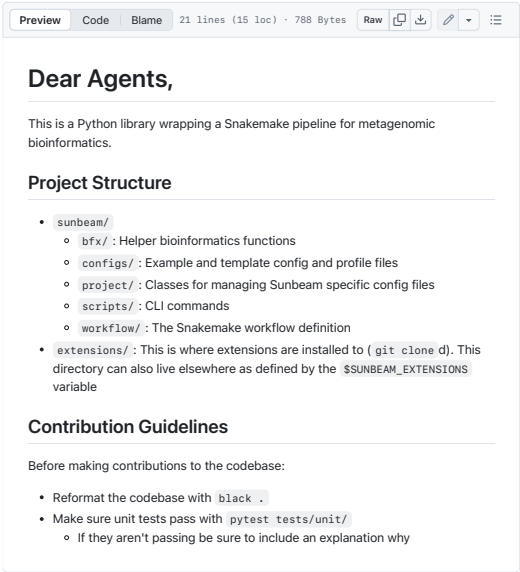 Preview Code Blame 21 lines (15 loc) · 788 Bytes Raw
Dear Agents,
This is a Python library wrapping a Snakemake pipeline for metagenomic
bioinformatics.
Project Structure
• sunbeam/
◦ bfx/ : Helper bioinformatics functions
◦ configs/ : Example and template config and profile files
◦ project/ : Classes for managing Sunbeam specific config files
◦ scripts/ : CLI commands
◦ workflow/ : The Snakemake workflow definition
• extensions/ : This is where extensions are installed to ( git clone d). This
directory can also live elsewhere as defined by the $SUNBEAM_EXTENSIONS
variable
Contribution Guidelines
Before making contributions to the codebase:
• Reformat the codebase with black .
• Make sure unit tests pass with pytest tests/unit/
◦ If they aren't passing be sure to include an explanation why